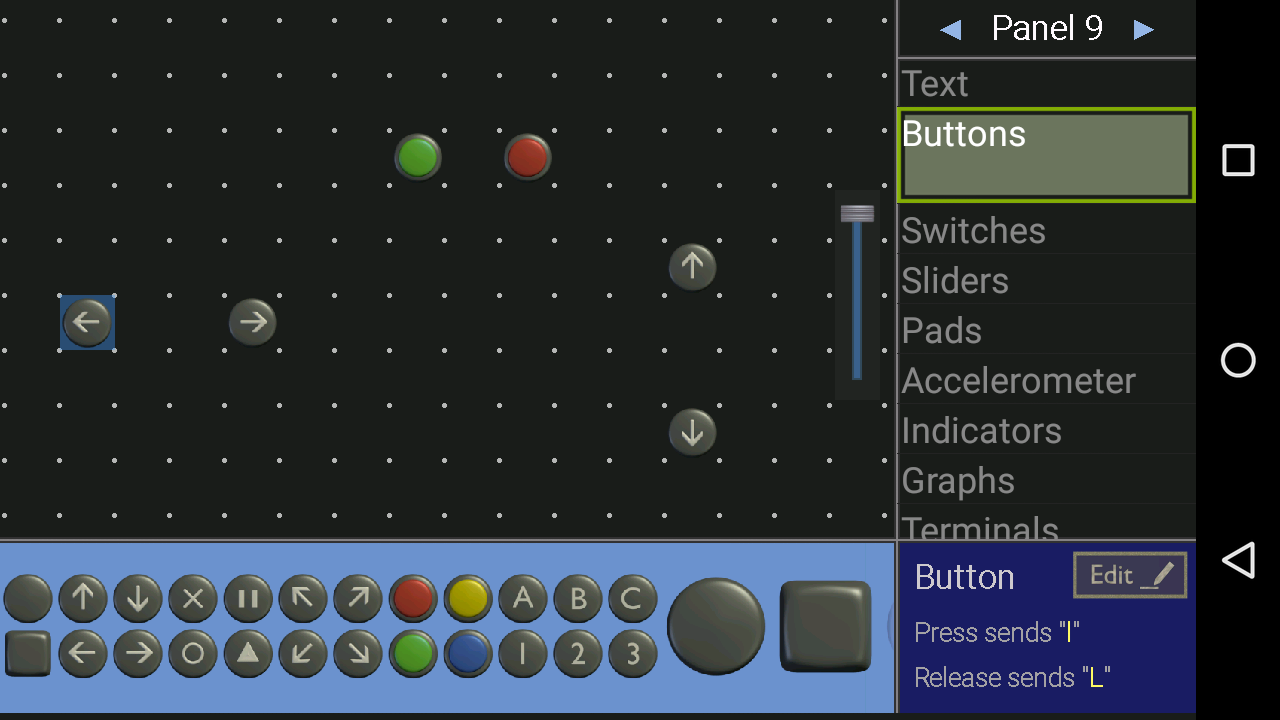 Panel 9
Text
Buttons
Switches
Sliders
Pads
Accelerometer
Indicators
Graphs
Terminals
A B C
1 2 3
Button
Edit
Press sends "l"
Release sends "L"